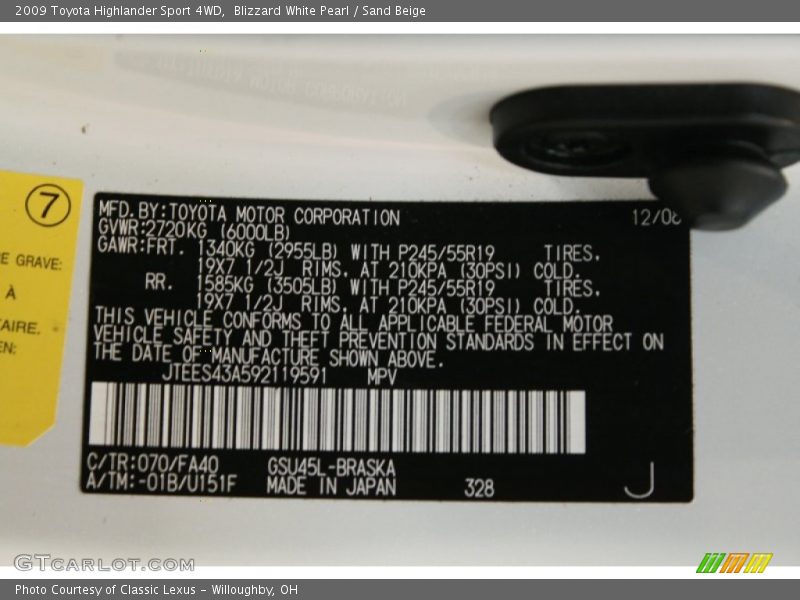 2009 Toyota Highlander Sport 4WD,  Blizzard White Pearl / Sand Beige
7
E GRAVE:
À
AIRE.
EN:
MFD.BY:TOYOTA MOTOR CORPORATION 12/08
GVWR:2720KG (6000LB)
GAWR:FRT. 1340KG (2955LB) WITH P245/55R19 TIRES,
19X7 1/2J RIMS, AT 210KPA (30PSI) COLD.
RR. 1585KG (3505LB) WITH P245/55R19 TIRES,
19X7 1/2J RIMS, AT 210KPA (30PSI) COLD.
THIS VEHICLE CONFORMS TO ALL APPLICABLE FEDERAL MOTOR
VEHICLE SAFETY AND THEFT PREVENTION STANDARDS IN EFFECT ON
THE DATE OF MANUFACTURE SHOWN ABOVE.
JTEES43A592119591 MPV
C/TR:070/FA40 GSU45L-BRASKA
A/TM:-01B/U151F MADE IN JAPAN 328 J
GTCARLOT.COM
Photo Courtesy of Classic Lexus - Willoughby, OH